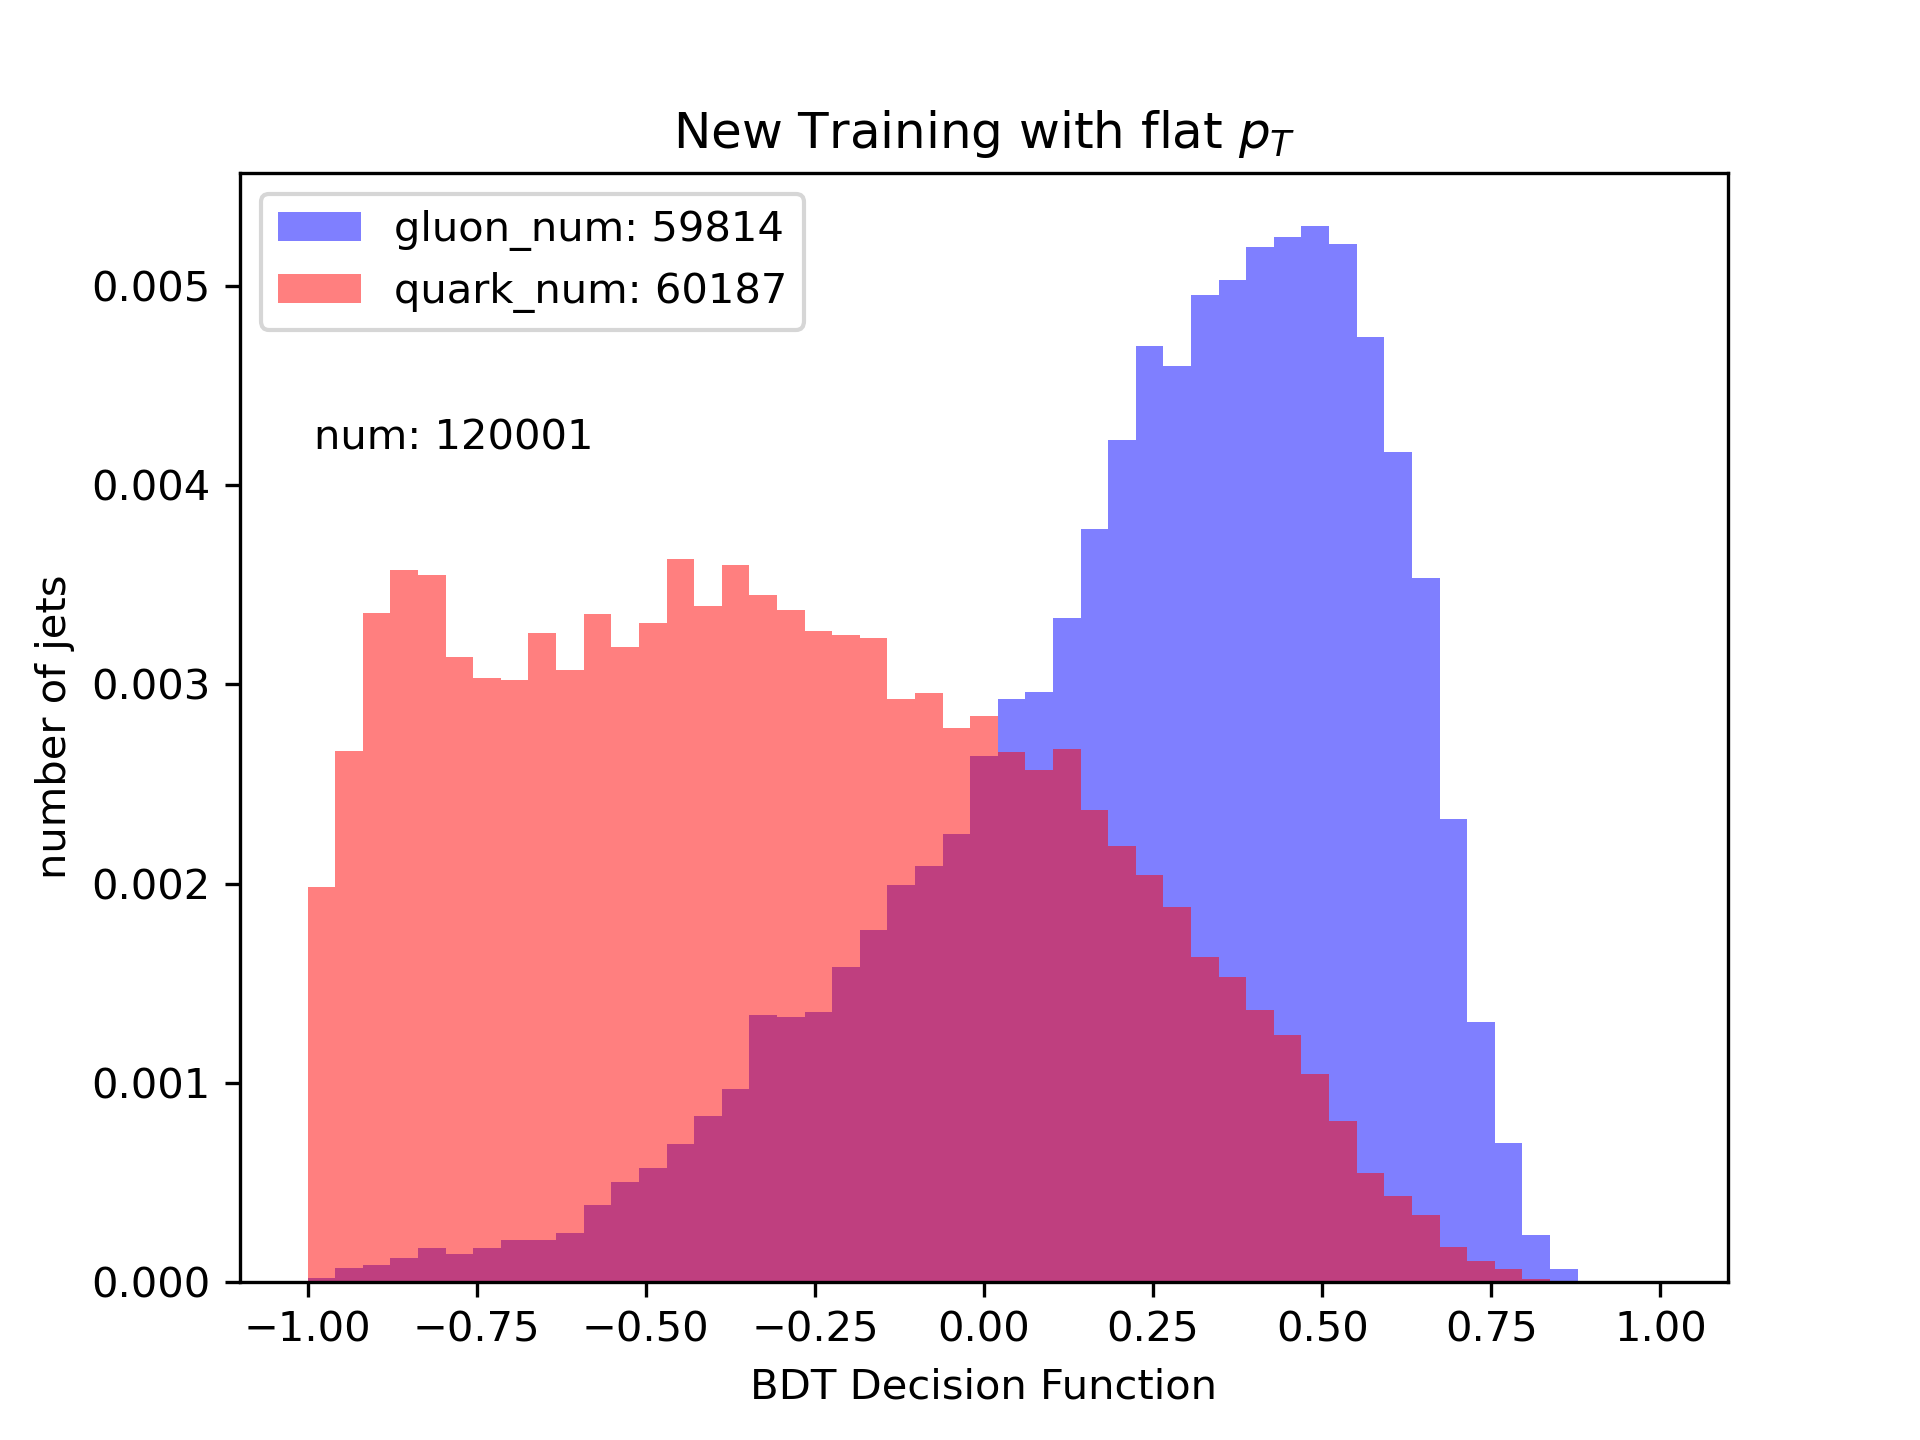 New Training with flat p_T
gluon_num: 59814
quark_num: 60187
num: 120001
number of jets
0.005
0.004
0.003
0.002
0.001
0.000
−1.00 −0.75 −0.50 −0.25 0.00 0.25 0.50 0.75 1.00
BDT Decision Function